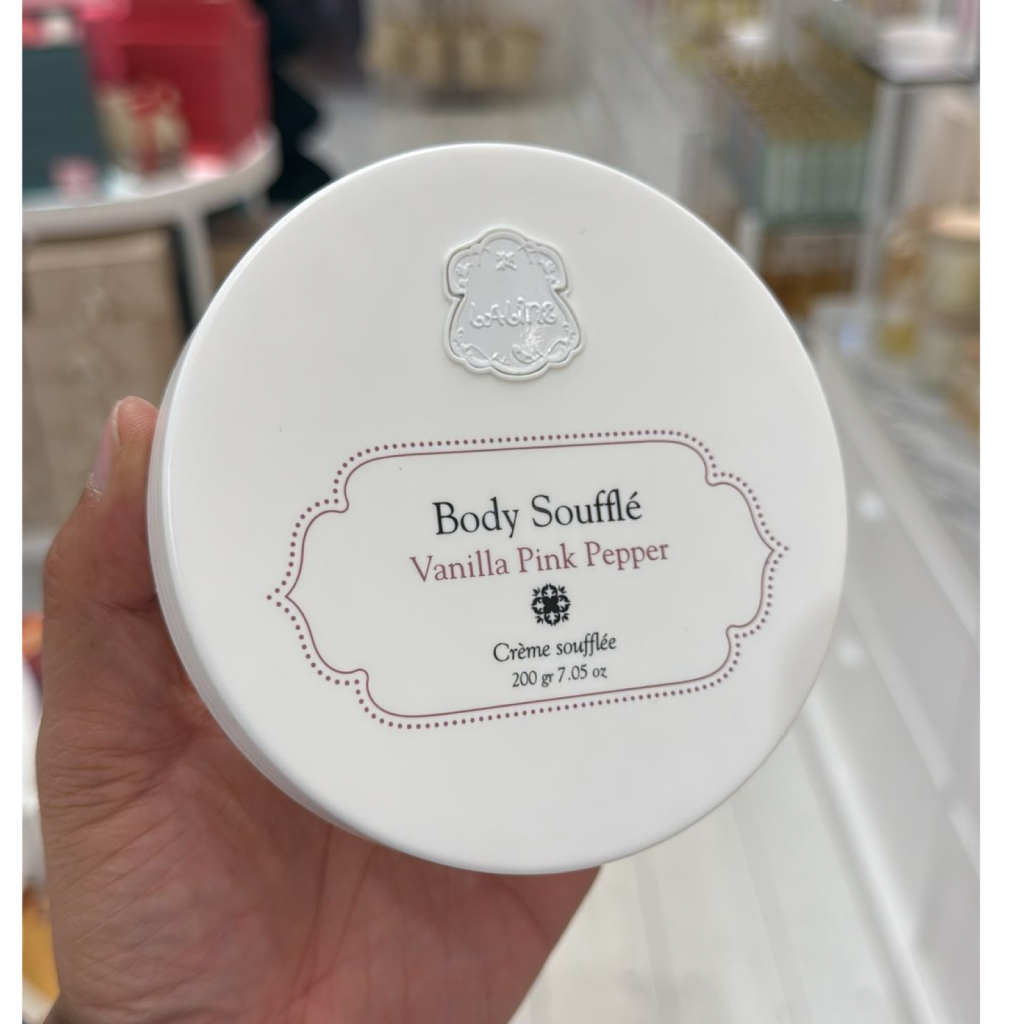 Laline
Body Soufflé
Vanilla Pink Pepper
Crème soufflée
200 gr 7.05 oz